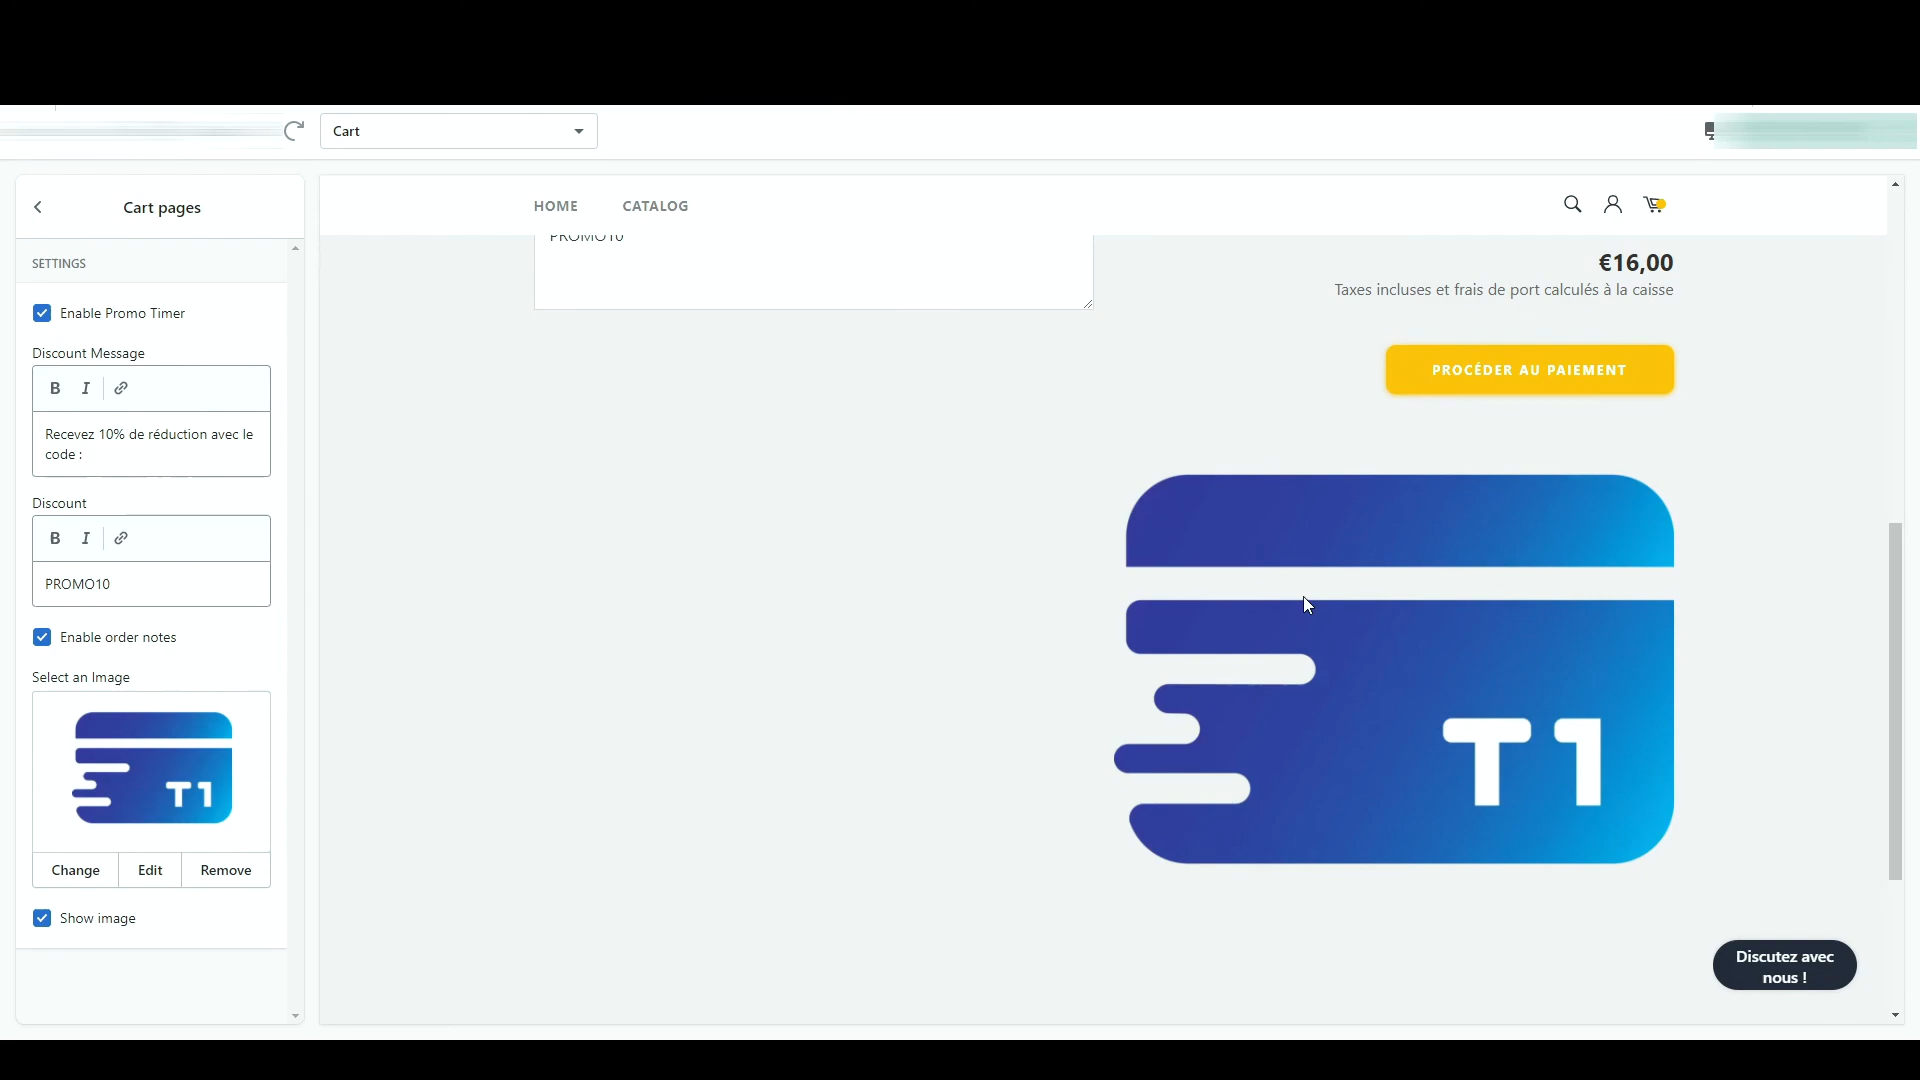 Cart
Cart pages
SETTINGS
Enable Promo Timer
Discount Message
B I
Recevez 10% de réduction avec le
code :
Discount
B I
PROMO10
Enable order notes
Select an Image
T1
Change Edit Remove
Show image
HOME CATALOG
PROMO10
€16,00
Taxes incluses et frais de port calculés à la caisse
PROCÉDER AU PAIEMENT
T1
Discutez avec
nous !